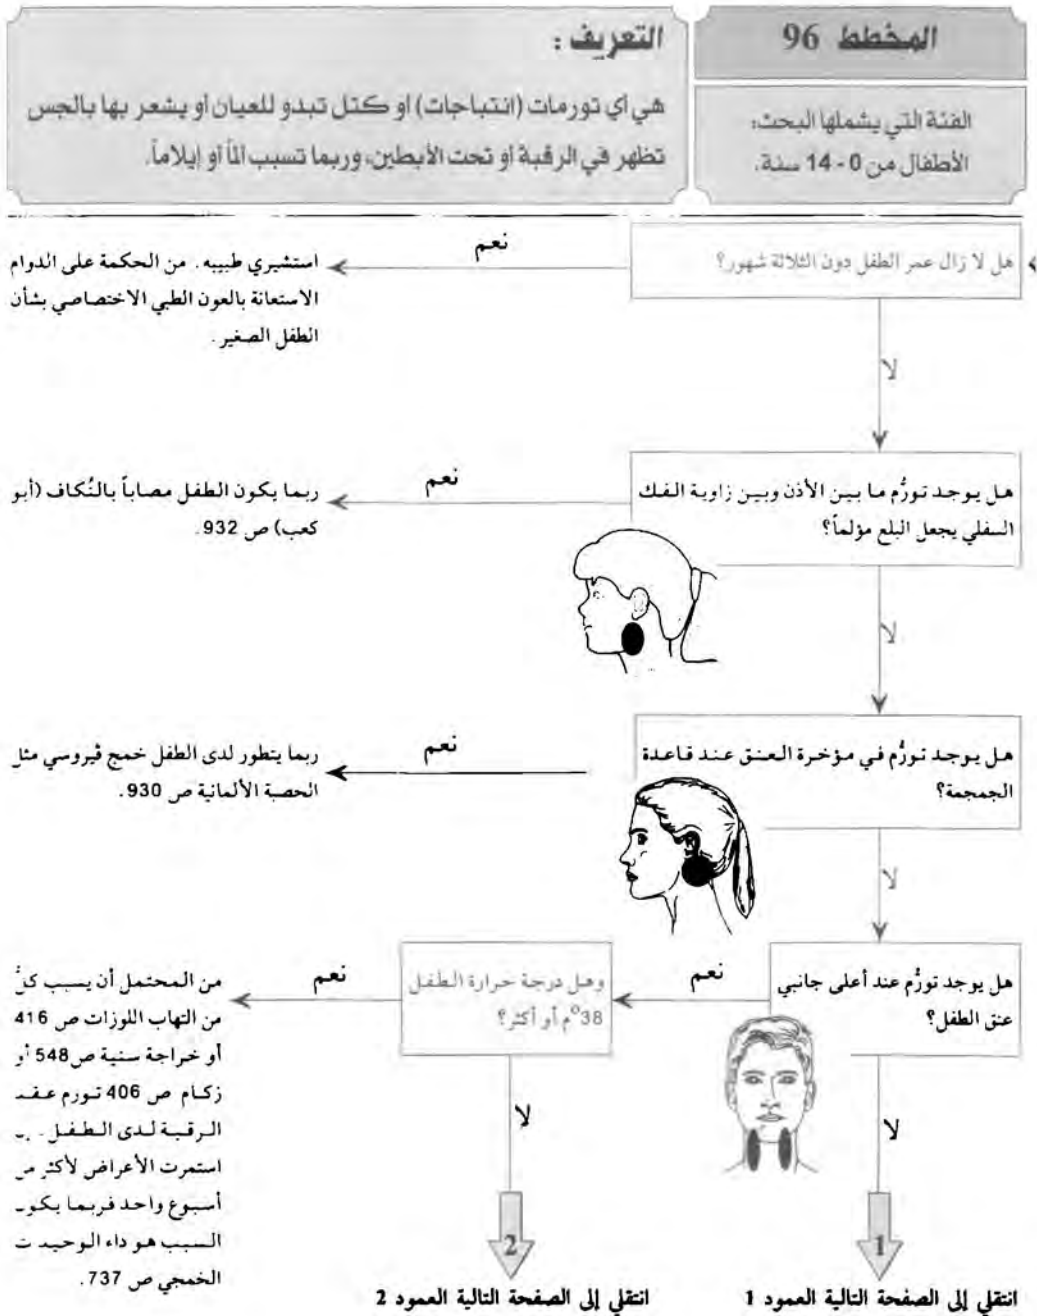 المخطط 96
الفئة التي يشملها البحث:
الأطفال من 0 - 14 سنة.
التعريف :
هي أي تورمات (انتباجات) او كتل تبدو للعيان أو يشعر بها بالجس
تظهر في الرقبة او تحت الأبطين، وربما تسبب ألماً أو إيلاماً.
هل لا زال عمر الطفل دون الثلاثة شهور؟
نعم
استشيري طبيبه. من الحكمة على الدوام
الاستعانة بالعون الطبي الاختصاصي بشأن
الطفل الصغير.
لا
هل يوجد تورُّم ما بين الأذن وبين زاوية الفك
السفلي يجعل البلع مؤلماً؟
نعم
ربما يكون الطفل مصاباً بالنُكاف (أبو
كعب) ص 932.
لا
هل يوجد تورُّم في مؤخرة العنق عند قاعدة
الجمجمة؟
نعم
ربما يتطور لدى الطفل خمج ڤيروسي مثل
الحصبة الألمانية ص 930.
لا
هل يوجد تورُّم عند أعلى جانبي
عنق الطفل؟
نعم
وهل درجة حرارة الطفل
38°م أو أكثر؟
نعم
من المحتمل أن يسبب كلُّ
من التهاب اللوزات ص 416
أو خراجة سنية ص548 أو
زكام ص 406 تورم عقد
الرقبة لدى الطفل.
استمرت الأعراض لأكثر من
أسبوع واحد فربما يكون
السبب هو داء الوحيدت
الخمجي ص 737.
لا
لا
1
2
انتقلي إلى الصفحة التالية العمود 1
انتقلي إلى الصفحة التالية العمود 2